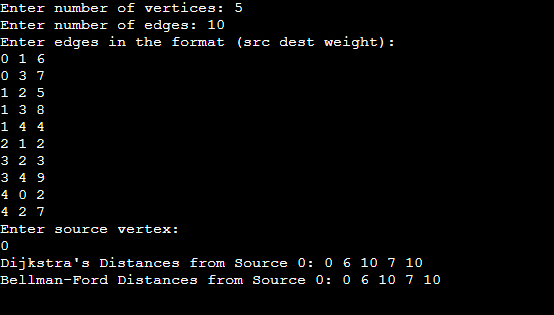 Enter number of vertices: 5
Enter number of edges: 10
Enter edges in the format (src dest weight):
0 1 6
0 3 7
1 2 5
1 3 8
1 4 4
2 1 2
3 2 3
3 4 9
4 0 2
4 2 7
Enter source vertex:
0
Dijkstra's Distances from Source 0: 0 6 10 7 10
Bellman-Ford Distances from Source 0: 0 6 10 7 10